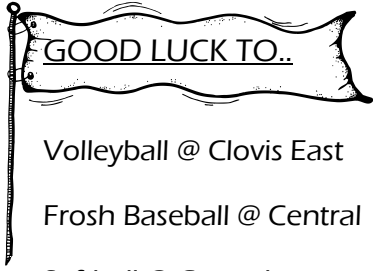 GOOD LUCK TO..
Volleyball @ Clovis East
Frosh Baseball @ Central